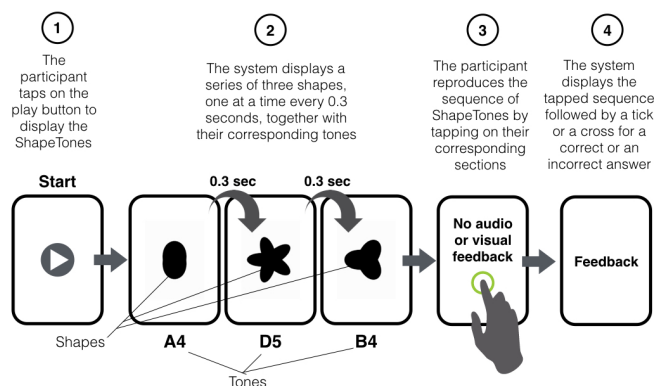 1
The
participant
taps on the
play button to
display the
ShapeTones
2
The system displays a
series of three shapes,
one at a time every 0.3
seconds, together with
their corresponding tones
3
The participant
reproduces the
sequence of
ShapeTones by
tapping on their
corresponding
sections
4
The system
displays the
tapped sequence
followed by a tick
or a cross for a
correct or an
incorrect answer
Start
0.3 sec
0.3 sec
No audio
or visual
feedback
Feedback
Shapes
A4
D5
B4
Tones